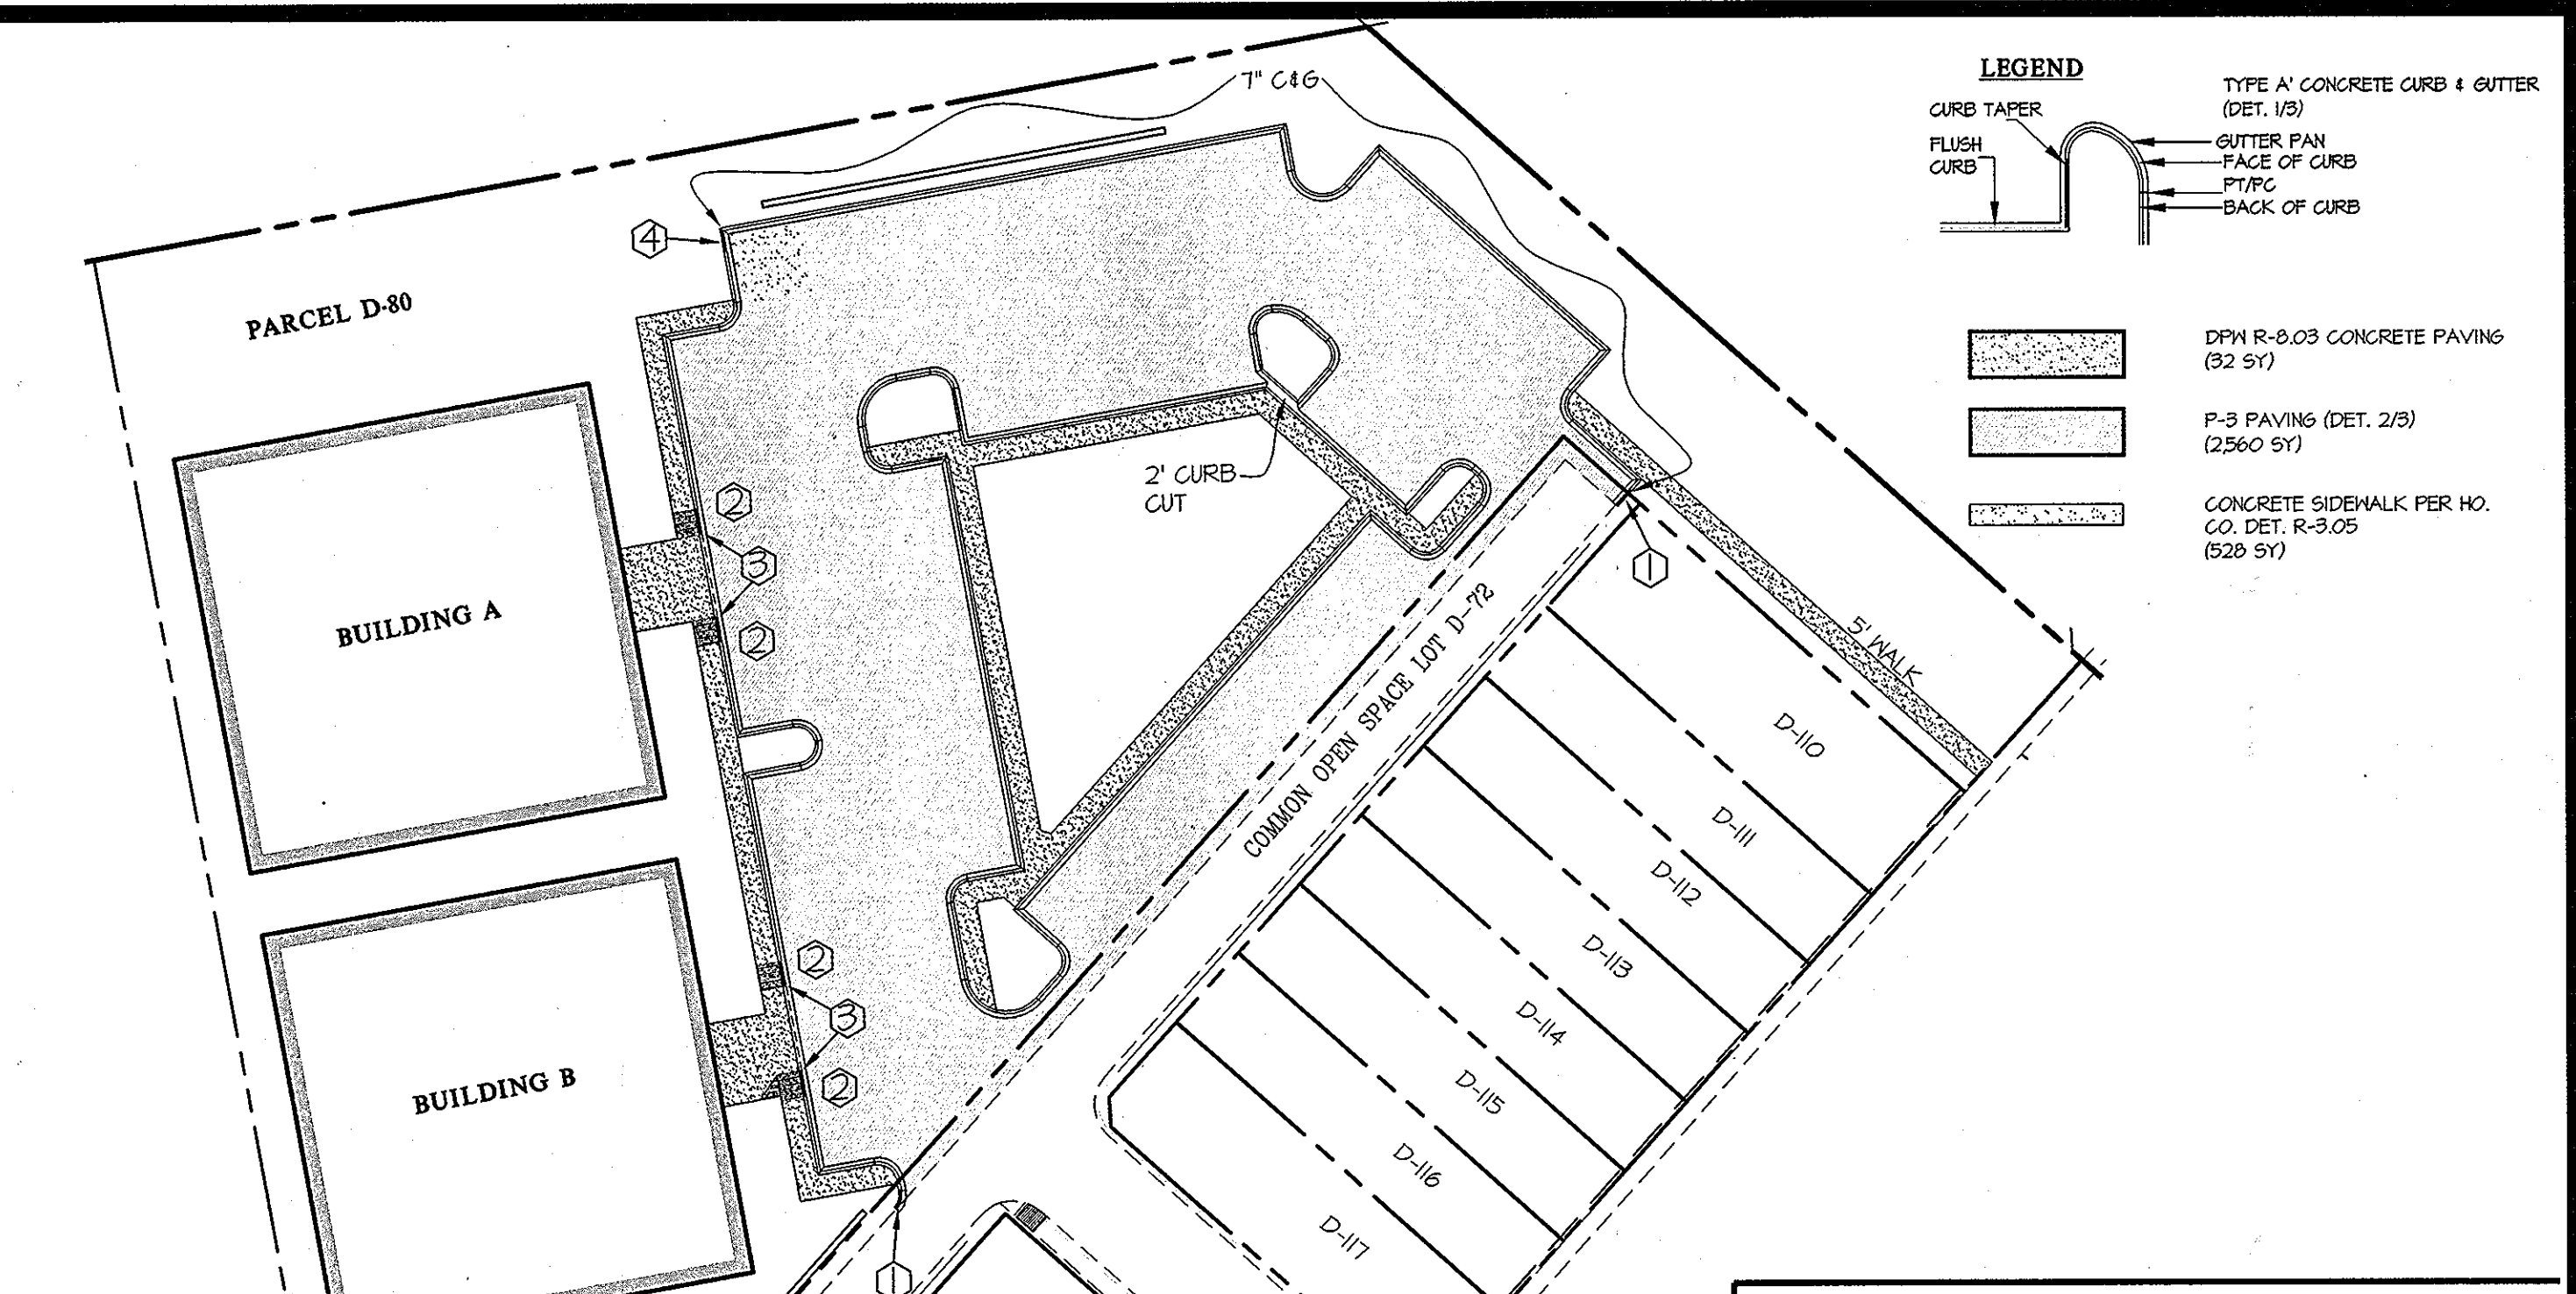 7" C&G
LEGEND
TYPE A' CONCRETE CURB & GUTTER
(DET. 1/3)
CURB TAPER
GUTTER PAN
FLUSH
CURB
FACE OF CURB
PT/PC
BACK OF CURB
4
PARCEL D-80
DPW R-8.03 CONCRETE PAVING
(32 SY)
P-3 PAVING (DET. 2/3)
(2560 SY)
2' CURB
CUT
CONCRETE SIDEWALK PER HO.
CO. DET. R-3.05
(528 SY)
2
3
1
BUILDING A
2
COMMON OPEN SPACE LOT D-72
5' WALK
D-110
D-111
D-112
D-113
D-114
D-115
D-116
D-117
2
3
2
BUILDING B
1